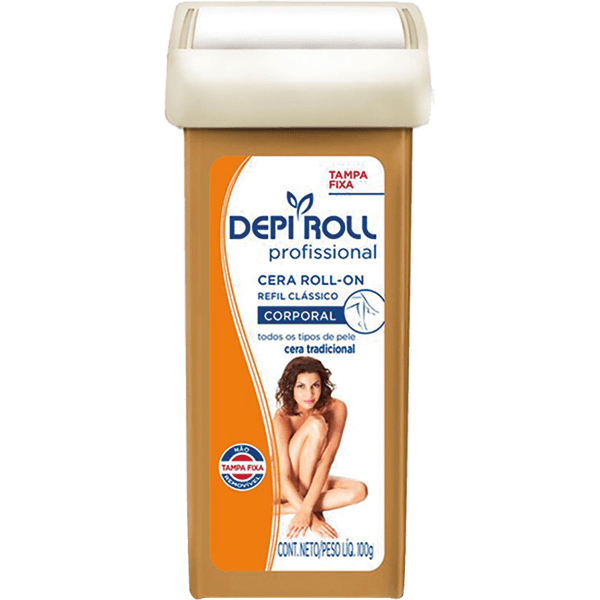 TAMPA
FIXA
DEPI ROLL
profissional
CERA ROLL-ON
REFIL CLÁSSICO
CORPORAL
todos os tipos de pele
cera tradicional
NÃO
TAMPA FIXA
REMOVÍVEL
CONT. NETO/PESO LÍQ. 100g